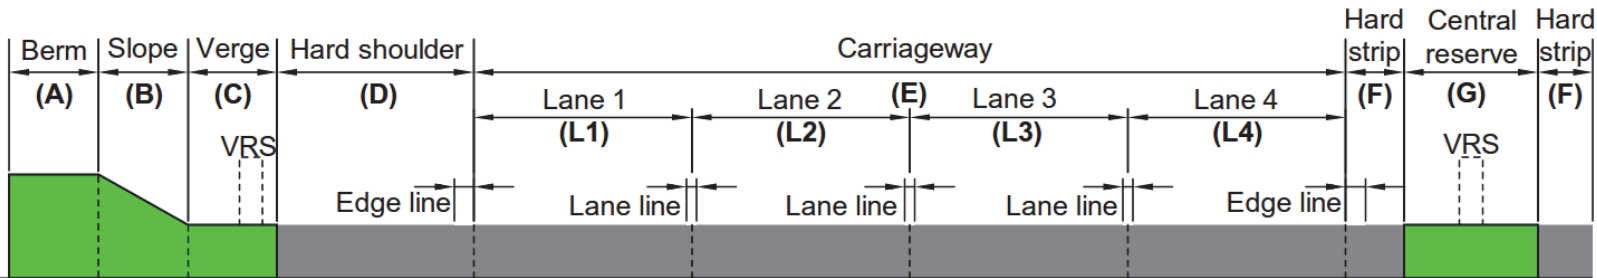 Berm
(A)
Slope
(B)
Verge
(C)
Hard shoulder
(D)
Carriageway
(E)
Hard
strip
(F)
Central
reserve
(G)
Hard
strip
(F)
Lane 1
(L1)
Lane 2
(L2)
Lane 3
(L3)
Lane 4
(L4)
VRS
VRS
Edge line
Lane line
Lane line
Lane line
Edge line